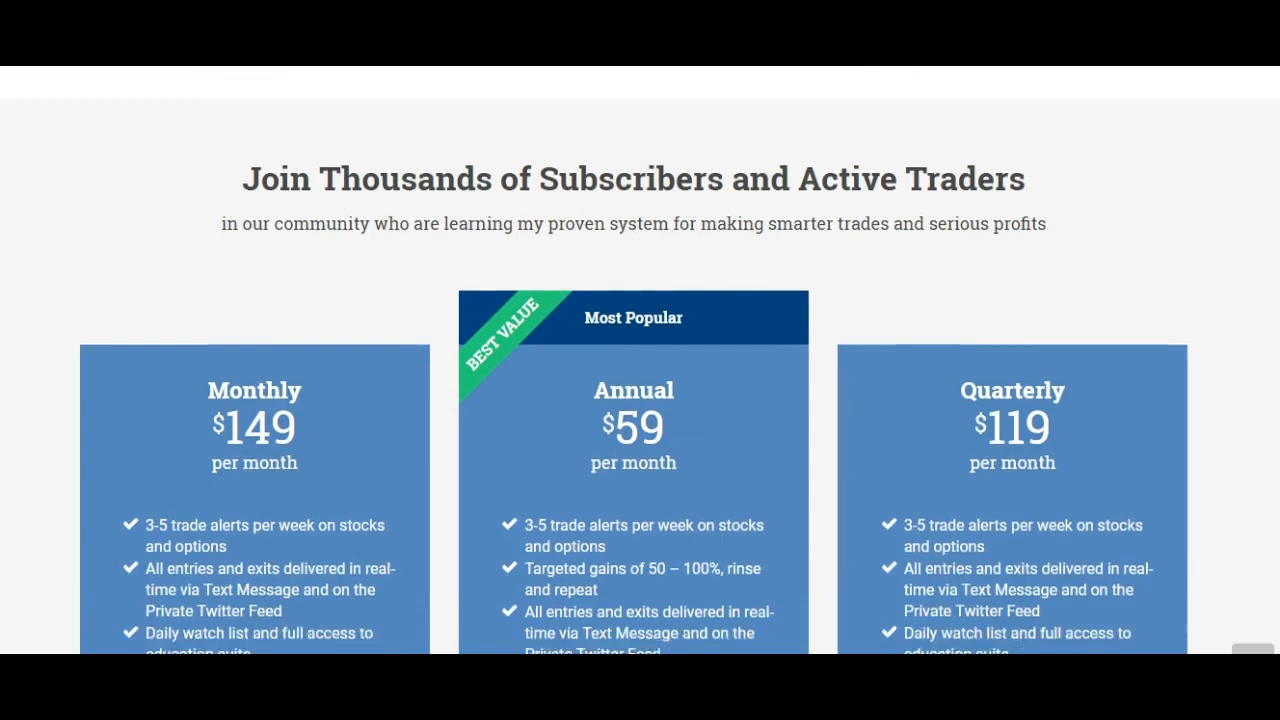 Join Thousands of Subscribers and Active Traders
in our community who are learning my proven system for making smarter trades and serious profits
Monthly
$149
per month
3-5 trade alerts per week on stocks
and options
All entries and exits delivered in real-
time via Text Message and on the
Private Twitter Feed
Daily watch list and full access to
education suite
BEST VALUE
Most Popular
Annual
$59
per month
3-5 trade alerts per week on stocks
and options
Targeted gains of 50 – 100%, rinse
and repeat
All entries and exits delivered in real-
time via Text Message and on the
Private Twitter Feed
Quarterly
$119
per month
3-5 trade alerts per week on stocks
and options
All entries and exits delivered in real-
time via Text Message and on the
Private Twitter Feed
Daily watch list and full access to
education suite